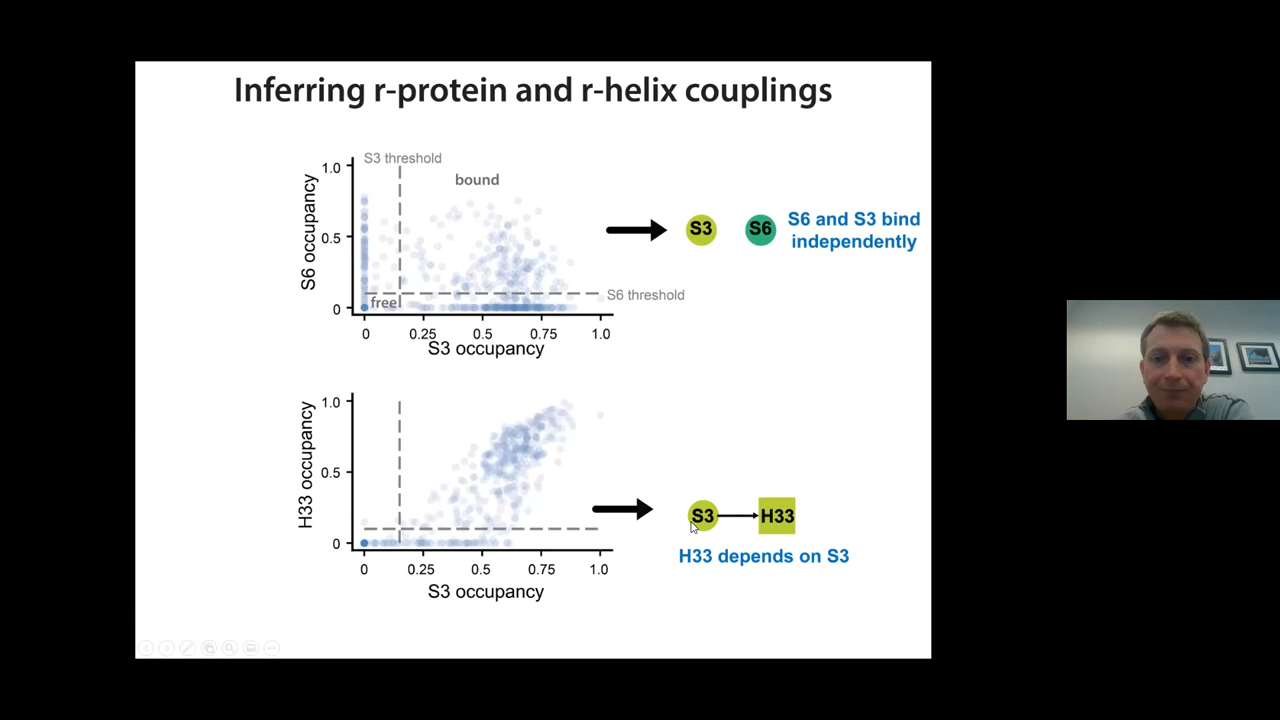 Inferring r-protein and r-helix couplings
S3 threshold
bound
1.0
0.5
0
S6 occupancy
free
S6 threshold
0 0.25 0.5 0.75 1.0
S3 occupancy
S3
S6
S6 and S3 bind
independently
1.0
0.5
0
H33 occupancy
0 0.25 0.5 0.75 1.0
S3 occupancy
S3
H33
H33 depends on S3